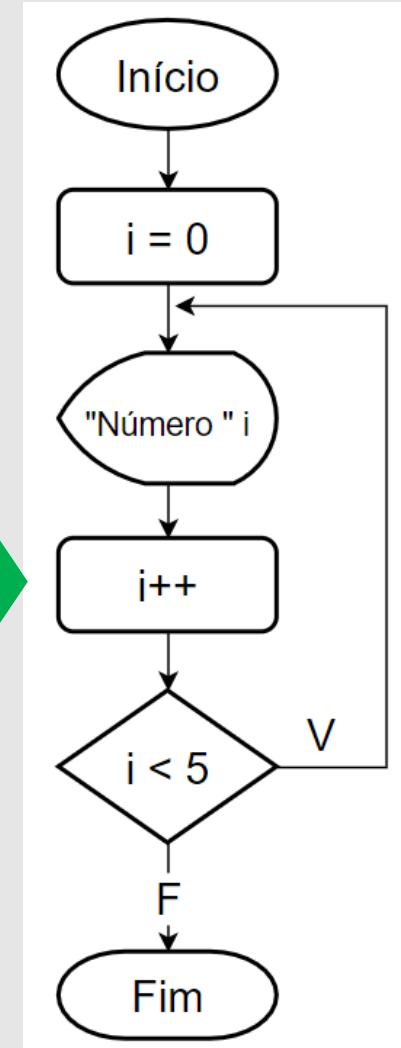 Início
i = 0
"Número " i
i++
i < 5
V
F
Fim